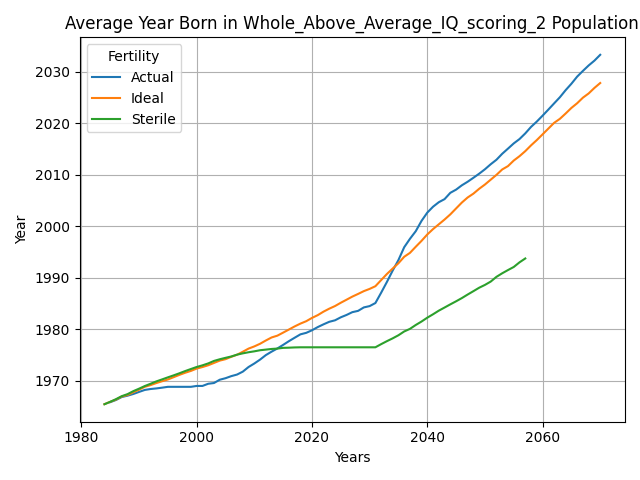 Average Year Born in Whole_Above_Average_IQ_scoring_2 Population
Fertility
Actual
Ideal
Sterile
2030
2020
2010
2000
1990
1980
1970
Year
1980 2000 2020 2040 2060
Years